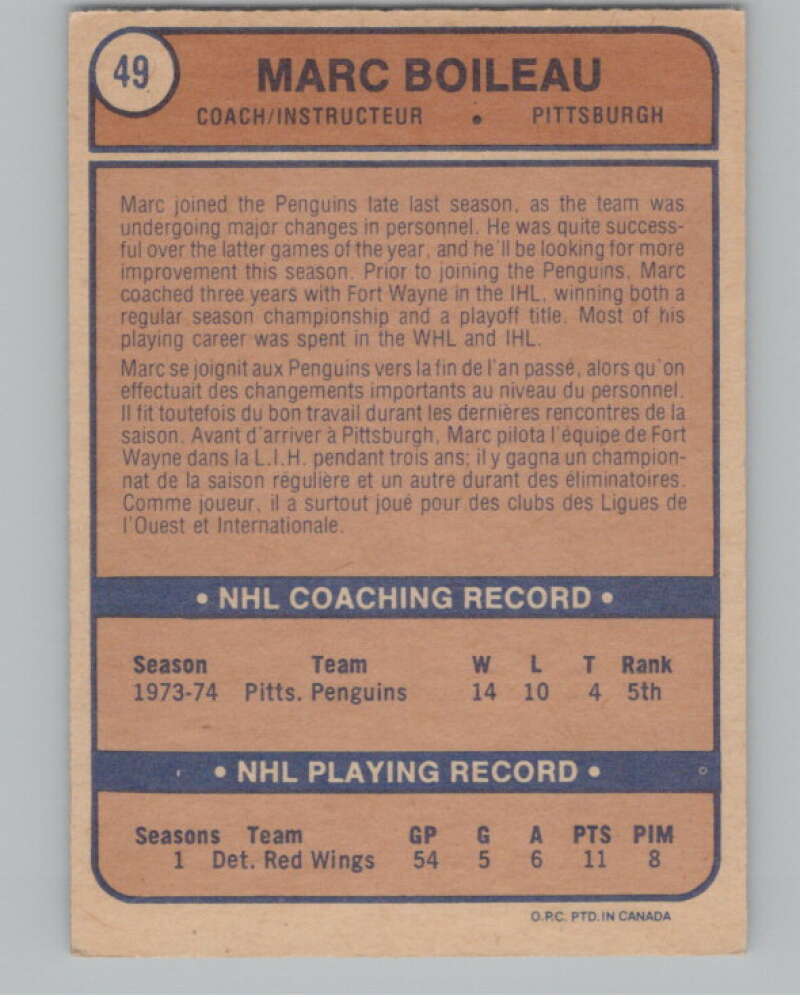 49
MARC BOILEAU
COACH/INSTRUCTEUR • PITTSBURGH
Marc joined the Penguins late last season, as the team was
undergoing major changes in personnel. He was quite success-
ful over the latter games of the year, and he'll be looking for more
improvement this season. Prior to joining the Penguins, Marc
coached three years with Fort Wayne in the IHL, winning both a
regular season championship and a playoff title. Most of his
playing career was spent in the WHL and IHL.
Marc se joignit aux Penguins vers la fin de l'an passé, alors qu'on
effectuait des changements importants au niveau du personnel.
Il fit toutefois du bon travail durant les dernières rencontres de la
saison. Avant d'arriver à Pittsburgh, Marc pilota l'équipe de Fort
Wayne dans la L.I.H. pendant trois ans; il y gagna un champion-
nat de la saison régulière et un autre durant des éliminatoires.
Comme joueur, il a surtout joué pour des clubs des Ligues de
l'Ouest et Internationale.
• NHL COACHING RECORD •
Season Team W L T Rank
1973-74 Pitts. Penguins 14 10 4 5th
• NHL PLAYING RECORD •
Seasons Team GP G A PTS PIM
1 Det. Red Wings 54 5 6 11 8
O.P.C. PTD. IN CANADA